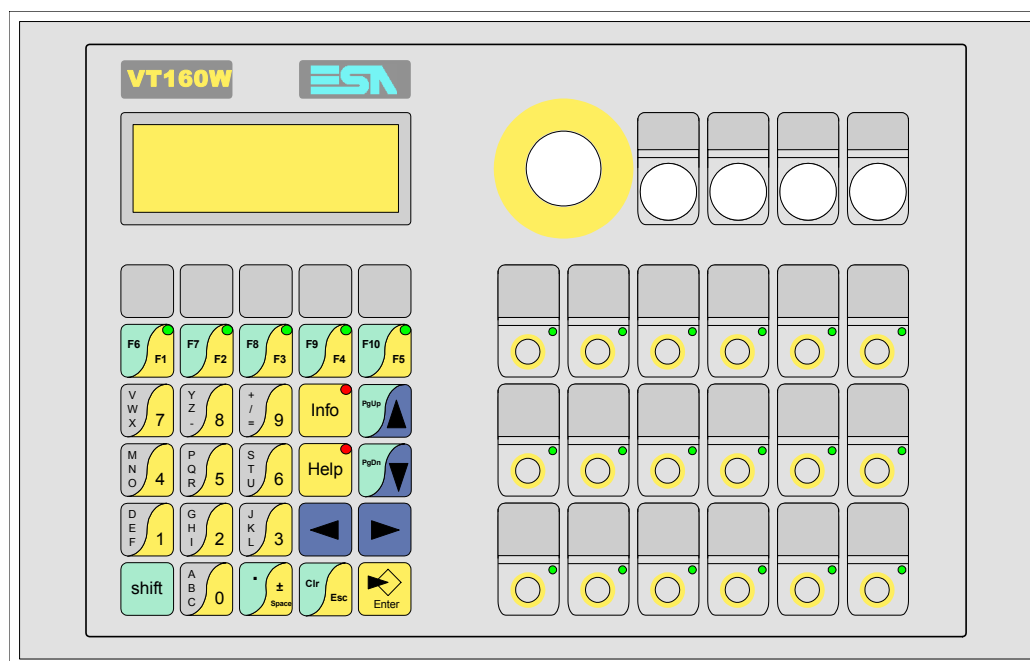 VT160W ESA
F6 F1 F7 F2 F8 F3 F9 F4 F10 F5
V W X 7 Y Z - 8 + / = 9 Info PgUp
M N O 4 P Q R 5 S T U 6 Help PgDn
D E F 1 G H I 2 J K L 3
shift A B C 0 . ± Space Clr Esc Enter